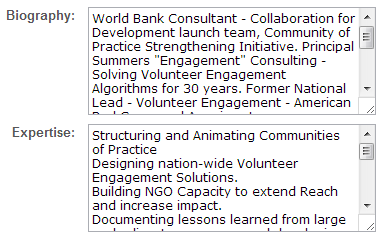 Biography:
World Bank Consultant - Collaboration for
Development launch team, Community of
Practice Strengthening Initiative. Principal
Summers "Engagement" Consulting -
Solving Volunteer Engagement
Algorithms for 30 years. Former National
Lead - Volunteer Engagement - American
Expertise:
Structuring and Animating Communities
of Practice
Designing nation-wide Volunteer
Engagement Solutions.
Building NGO Capacity to extend Reach
and increase impact.
Documenting lessons learned from large